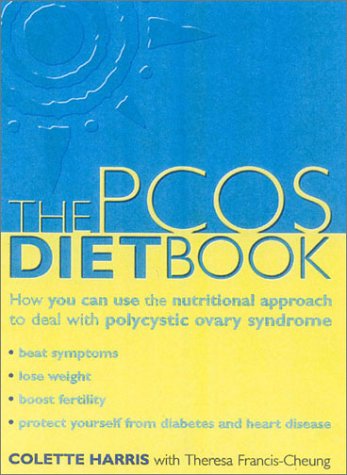 THE PCOS
DIET BOOK
How you can use the nutritional approach
to deal with polycystic ovary syndrome
• beat symptoms
• lose weight
• boost fertility
• protect yourself from diabetes and heart disease
COLETTE HARRIS with Theresa Francis-Cheung